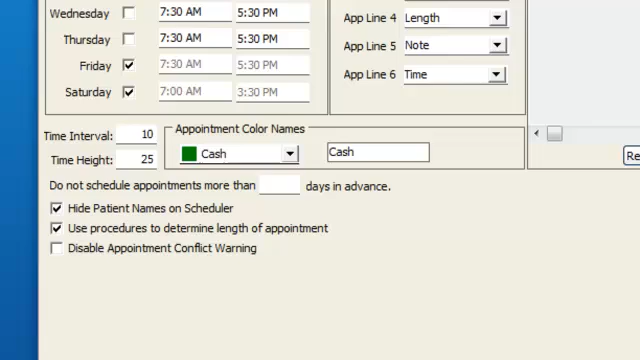 Wednesday 7:30 AM 5:30 PM
App Line 4 Length
Thursday 7:30 AM 5:30 PM
App Line 5 Note
Friday 7:30 AM 5:30 PM
App Line 6 Time
Saturday 7:00 AM 3:30 PM
Time Interval: 10
Appointment Color Names
Time Height: 25
Cash Cash
Re
Do not schedule appointments more than days in advance.
Hide Patient Names on Scheduler
Use procedures to determine length of appointment
Disable Appointment Conflict Warning